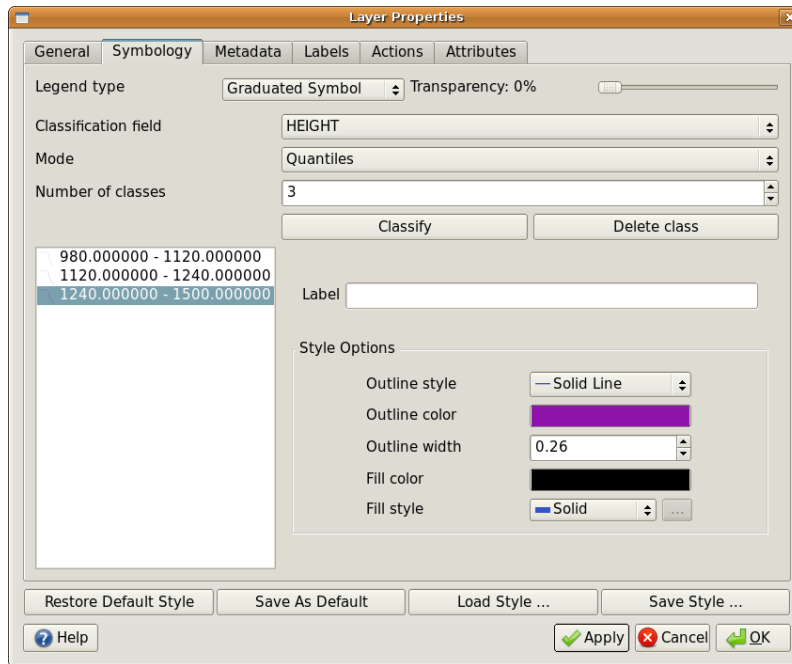 Layer Properties
General Symbology Metadata Labels Actions Attributes
Legend type Graduated Symbol Transparency: 0%
Classification field HEIGHT
Mode Quantiles
Number of classes 3
Classify Delete class
980.000000 - 1120.000000
1120.000000 - 1240.000000
1240.000000 - 1500.000000
Label
Style Options
Outline style Solid Line
Outline color
Outline width 0.26
Fill color
Fill style Solid ...
Restore Default Style Save As Default Load Style ... Save Style ...
Help Apply Cancel OK